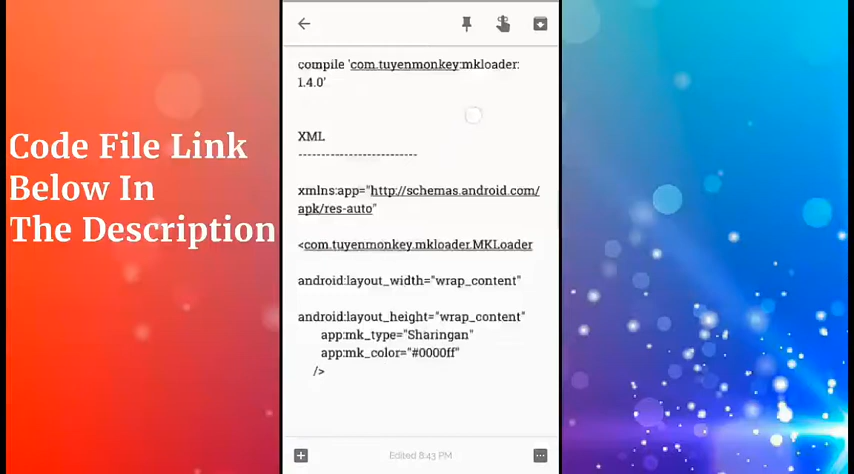 Code File Link
Below In
The Description
compile 'com.tuyenmonkey:mkloader:
1.4.0'
XML
--------------------------
xmlns:app="http://schemas.android.com/
apk/res-auto"
<com.tuyenmonkey.mkloader.MKLoader
android:layout_width="wrap_content"
android:layout_height="wrap_content"
app:mk_type="Sharingan"
app:mk_color="#0000ff"
/>
Edited 8:43 PM